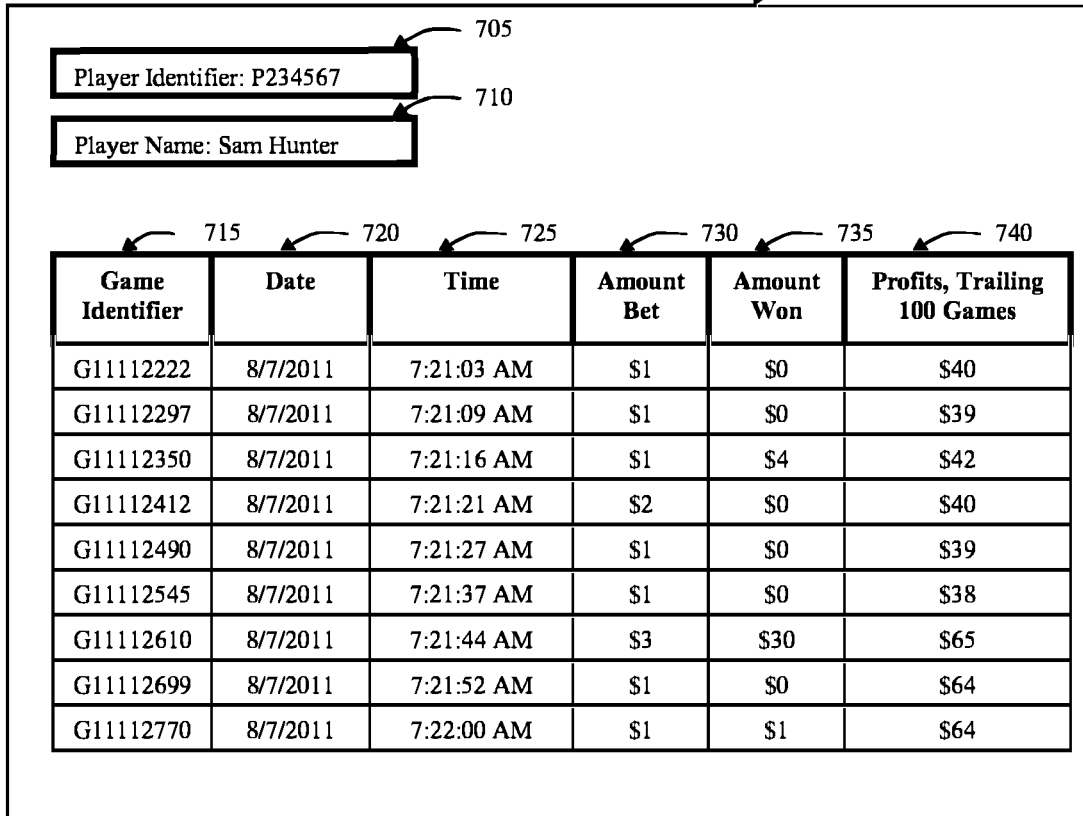 705
Player Identifier: P234567
710
Player Name: Sam Hunter
715 720 725 730 735 740
Game Identifier Date Time Amount Bet Amount Won Profits, Trailing 100 Games
G11112222 8/7/2011 7:21:03 AM $1 $0 $40
G11112297 8/7/2011 7:21:09 AM $1 $0 $39
G11112350 8/7/2011 7:21:16 AM $1 $4 $42
G11112412 8/7/2011 7:21:21 AM $2 $0 $40
G11112490 8/7/2011 7:21:27 AM $1 $0 $39
G11112545 8/7/2011 7:21:37 AM $1 $0 $38
G11112610 8/7/2011 7:21:44 AM $3 $30 $65
G11112699 8/7/2011 7:21:52 AM $1 $0 $64
G11112770 8/7/2011 7:22:00 AM $1 $1 $64